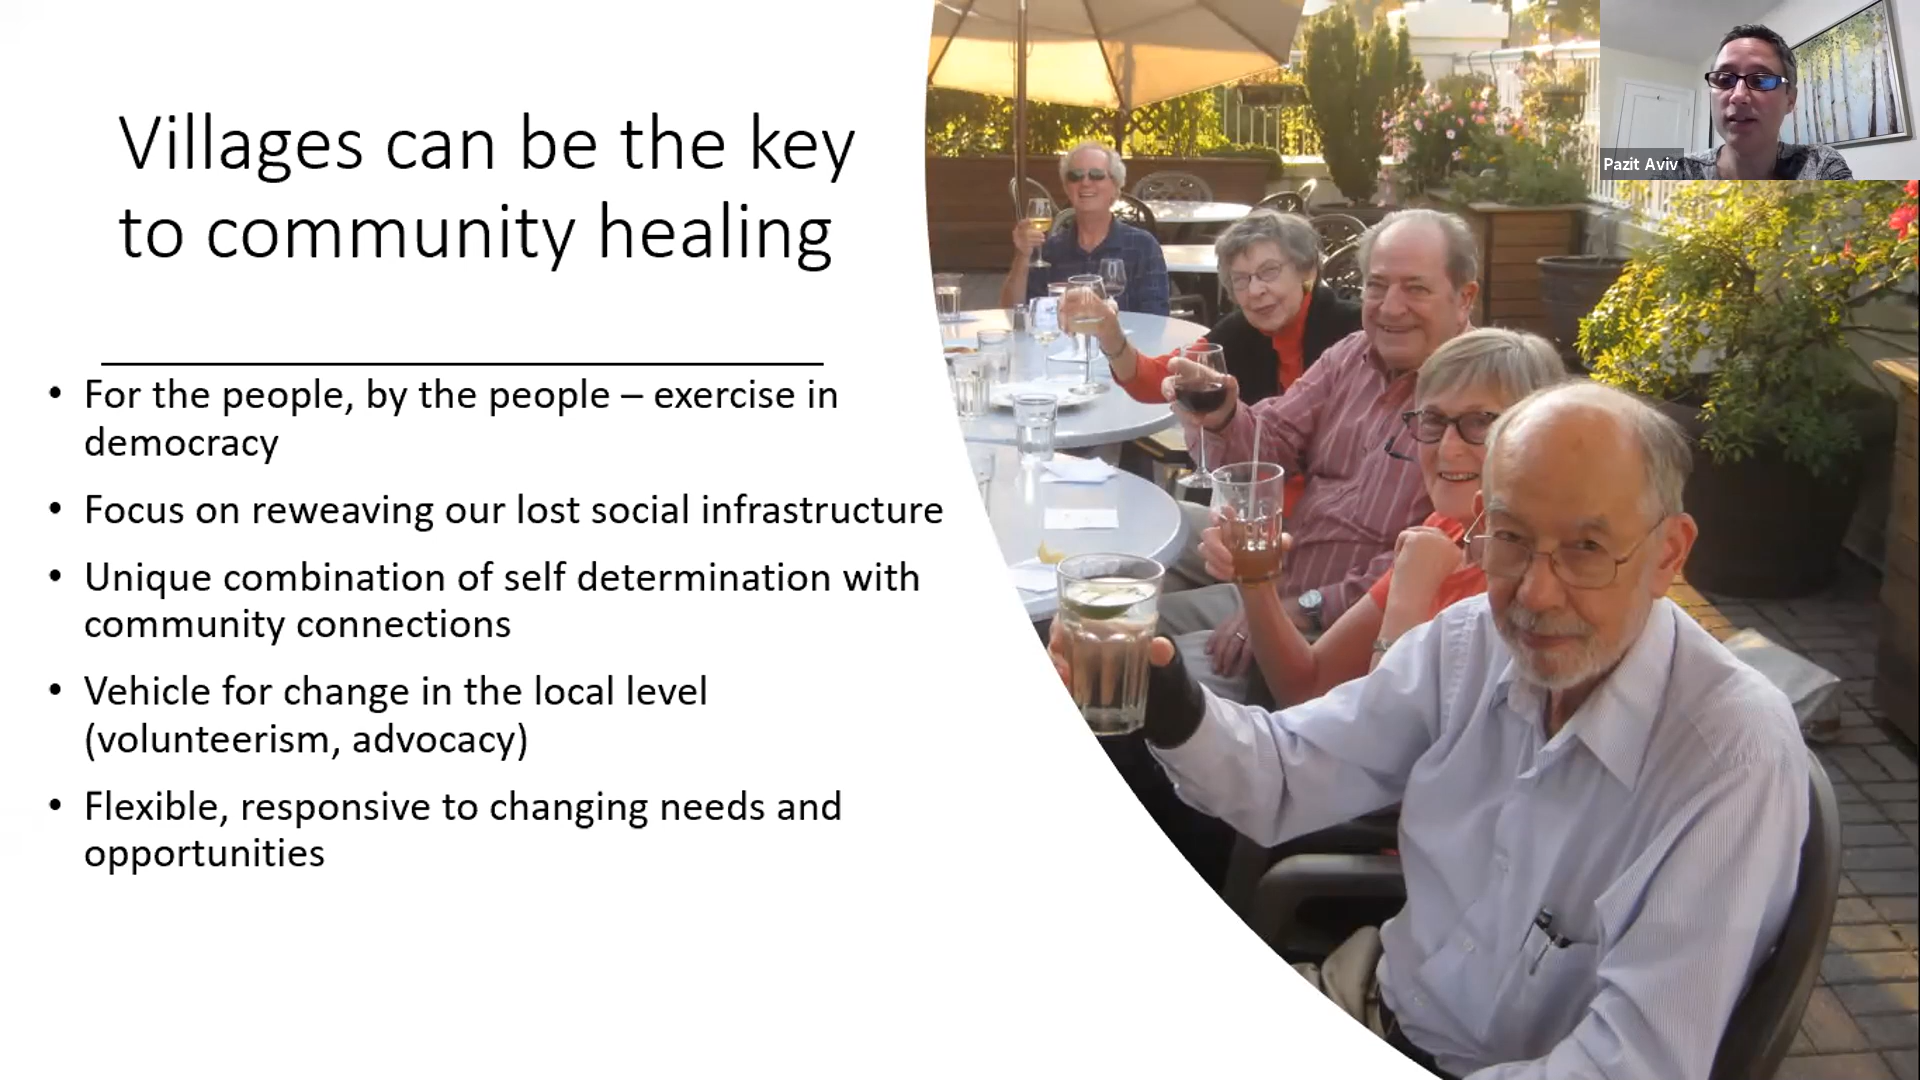 Villages can be the key
to community healing
• For the people, by the people – exercise in
democracy
• Focus on reweaving our lost social infrastructure
• Unique combination of self determination with
community connections
• Vehicle for change in the local level
(volunteerism, advocacy)
• Flexible, responsive to changing needs and
opportunities
Pazit Aviv